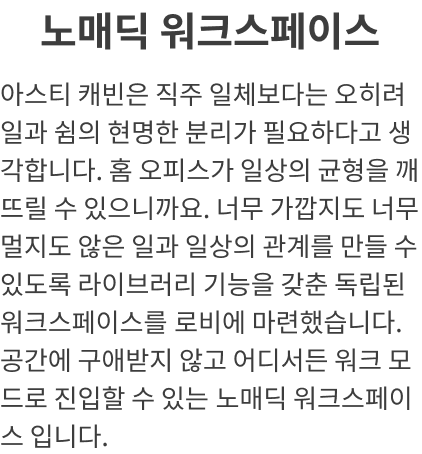 노매딕 워크스페이스
아스티 캐빈은 직주 일체보다는 오히려
일과 쉼의 현명한 분리가 필요하다고 생
각합니다. 홈 오피스가 일상의 균형을 깨
뜨릴 수 있으니까요. 너무 가깝지도 너무
멀지도 않은 일과 일상의 관계를 만들 수
있도록 라이브러리 기능을 갖춘 독립된
워크스페이스를 로비에 마련했습니다.
공간에 구애받지 않고 어디서든 워크 모
드로 진입할 수 있는 노매딕 워크스페이
스 입니다.